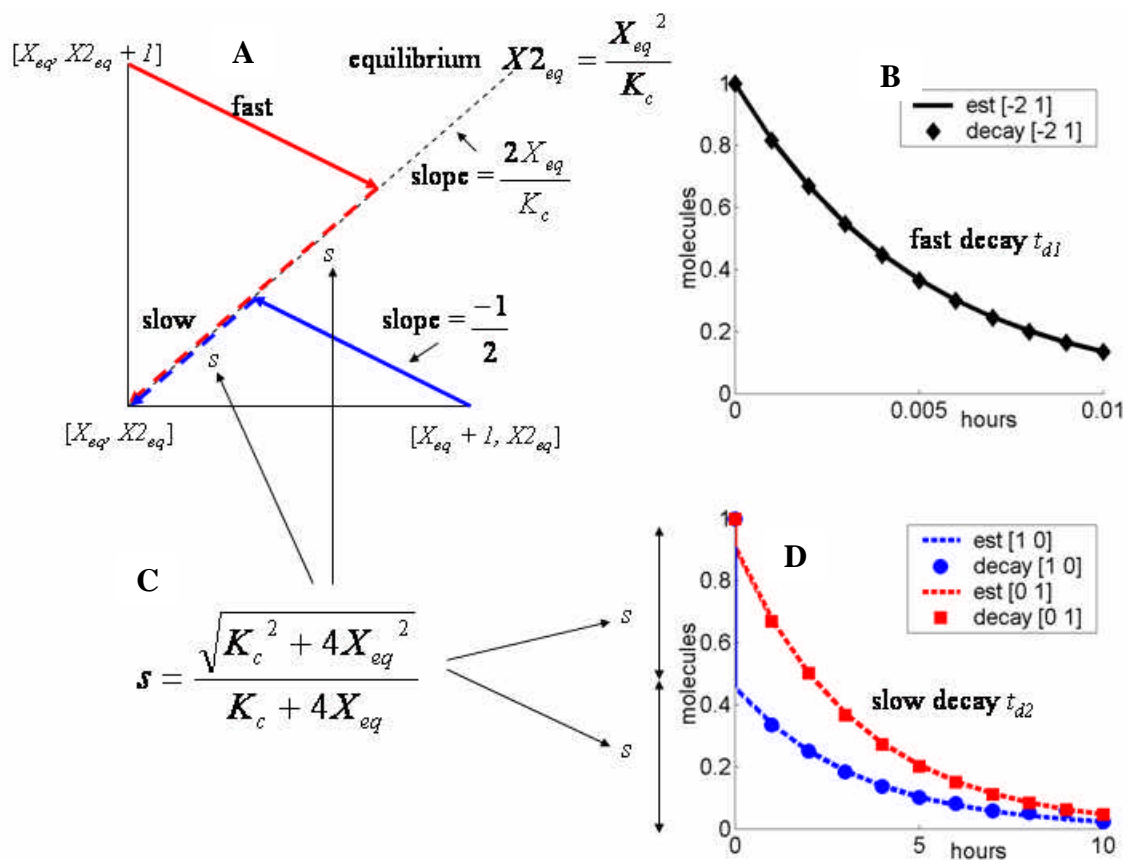 [X_eq, X2_eq + 1]
A
equilibrium X2_eq = X_eq^2 / K_c
fast
slope = 2X_eq / K_c
s
slow
s
slope = -1 / 2
[X_eq, X2_eq]
[X_eq + 1, X2_eq]
B
est [-2 1]
decay [-2 1]
fast decay t_d1
molecules
1
0.8
0.6
0.4
0.2
0
0
0.005
0.01
hours
C
s = √(K_c^2 + 4X_eq^2) / (K_c + 4X_eq)
s
s
D
est [1 0]
decay [1 0]
est [0 1]
decay [0 1]
slow decay t_d2
molecules
1
0.8
0.6
0.4
0.2
0
0
5
10
hours